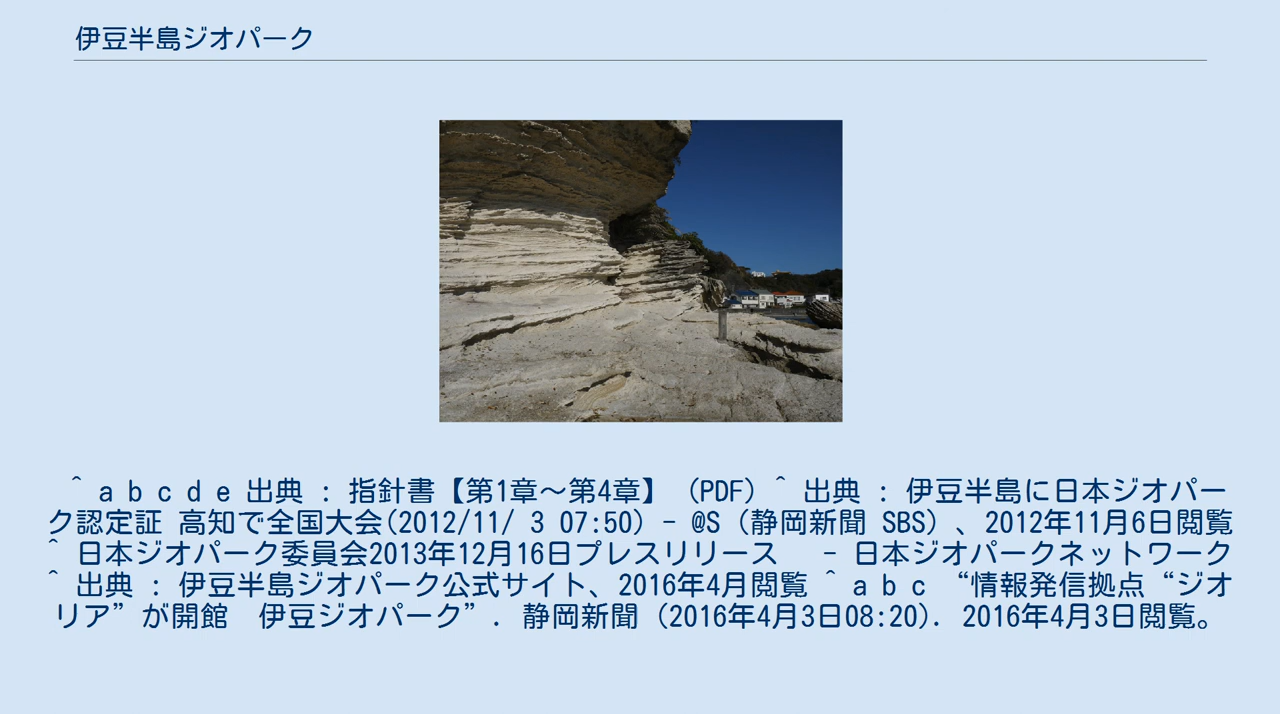 伊豆半島ジオパーク
^ a b c d e 出典 : 指針書【第1章〜第4章】 (PDF) ^ 出典 : 伊豆半島に日本ジオパー
ク認定証 高知で全国大会(2012/11/ 3 07:50) - @S (静岡新聞 SBS) 、2012年11月6日閲覧
^ 日本ジオパーク委員会2013年12月16日プレスリリース - 日本ジオパークネットワーク
^ 出典 : 伊豆半島ジオパーク公式サイト、2016年4月閲覧 ^ a b c “情報発信拠点“ジオ
リア”が開館 伊豆ジオパーク”. 静岡新聞 (2016年4月3日08:20). 2016年4月3日閲覧。